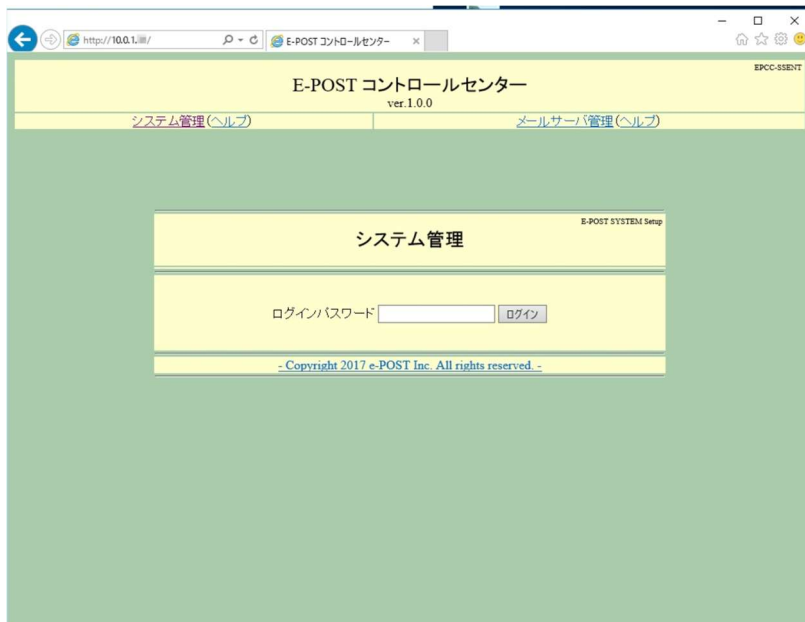 http://10.0.1.
E-POST コントロールセンター
EPCC-SSENT
E-POST コントロールセンター
ver.1.0.0
システム管理(ヘルプ)
メールサーバ管理(ヘルプ)
E-POST SYSTEM Setup
システム管理
ログインパスワード
ログイン
- Copyright 2017 e-POST Inc. All rights reserved. -